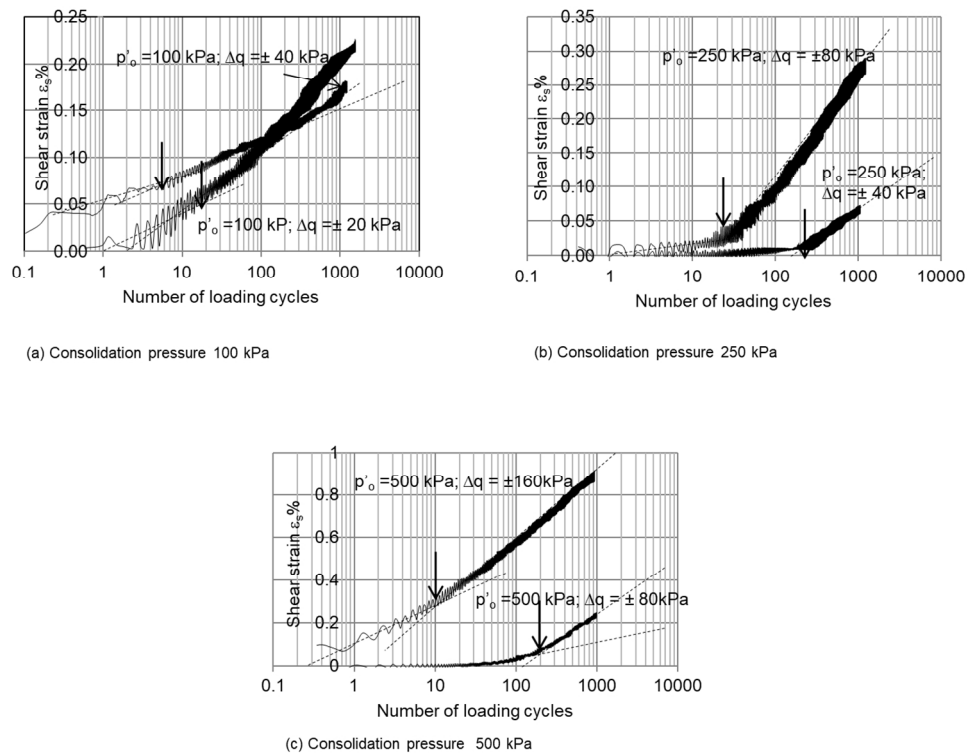 0.25
0.20
0.15
0.10
0.05
0.00
Shear strain εs%
p'o =100 kPa; Δq = ± 40 kPa
p'o =100 kP; Δq = ± 20 kPa
0.1 1 10 100 1000 10000
Number of loading cycles
(a) Consolidation pressure 100 kPa
0.35
0.30
0.25
0.20
0.15
0.10
0.05
0.00
Shear strain εs%
p'o =250 kPa; Δq = ±80 kPa
p'o =250 kPa;
Δq = ± 40 kPa
0.1 1 10 100 1000 10000
Number of loading cycles
(b) Consolidation pressure 250 kPa
1
0.8
0.6
0.4
0.2
0
Shear strain εs%
p'o =500 kPa; Δq = ±160kPa
p'o =500 kPa; Δq = ± 80kPa
0.1 1 10 100 1000 10000
Number of loading cycles
(c) Consolidation pressure 500 kPa